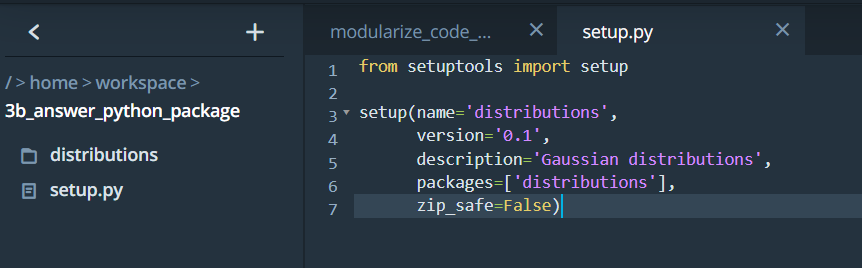 modularize_code_...
setup.py
/ > home > workspace >
3b_answer_python_package
distributions
setup.py
1 from setuptools import setup
2
3 setup(name='distributions',
4 version='0.1',
5 description='Gaussian distributions',
6 packages=['distributions'],
7 zip_safe=False)